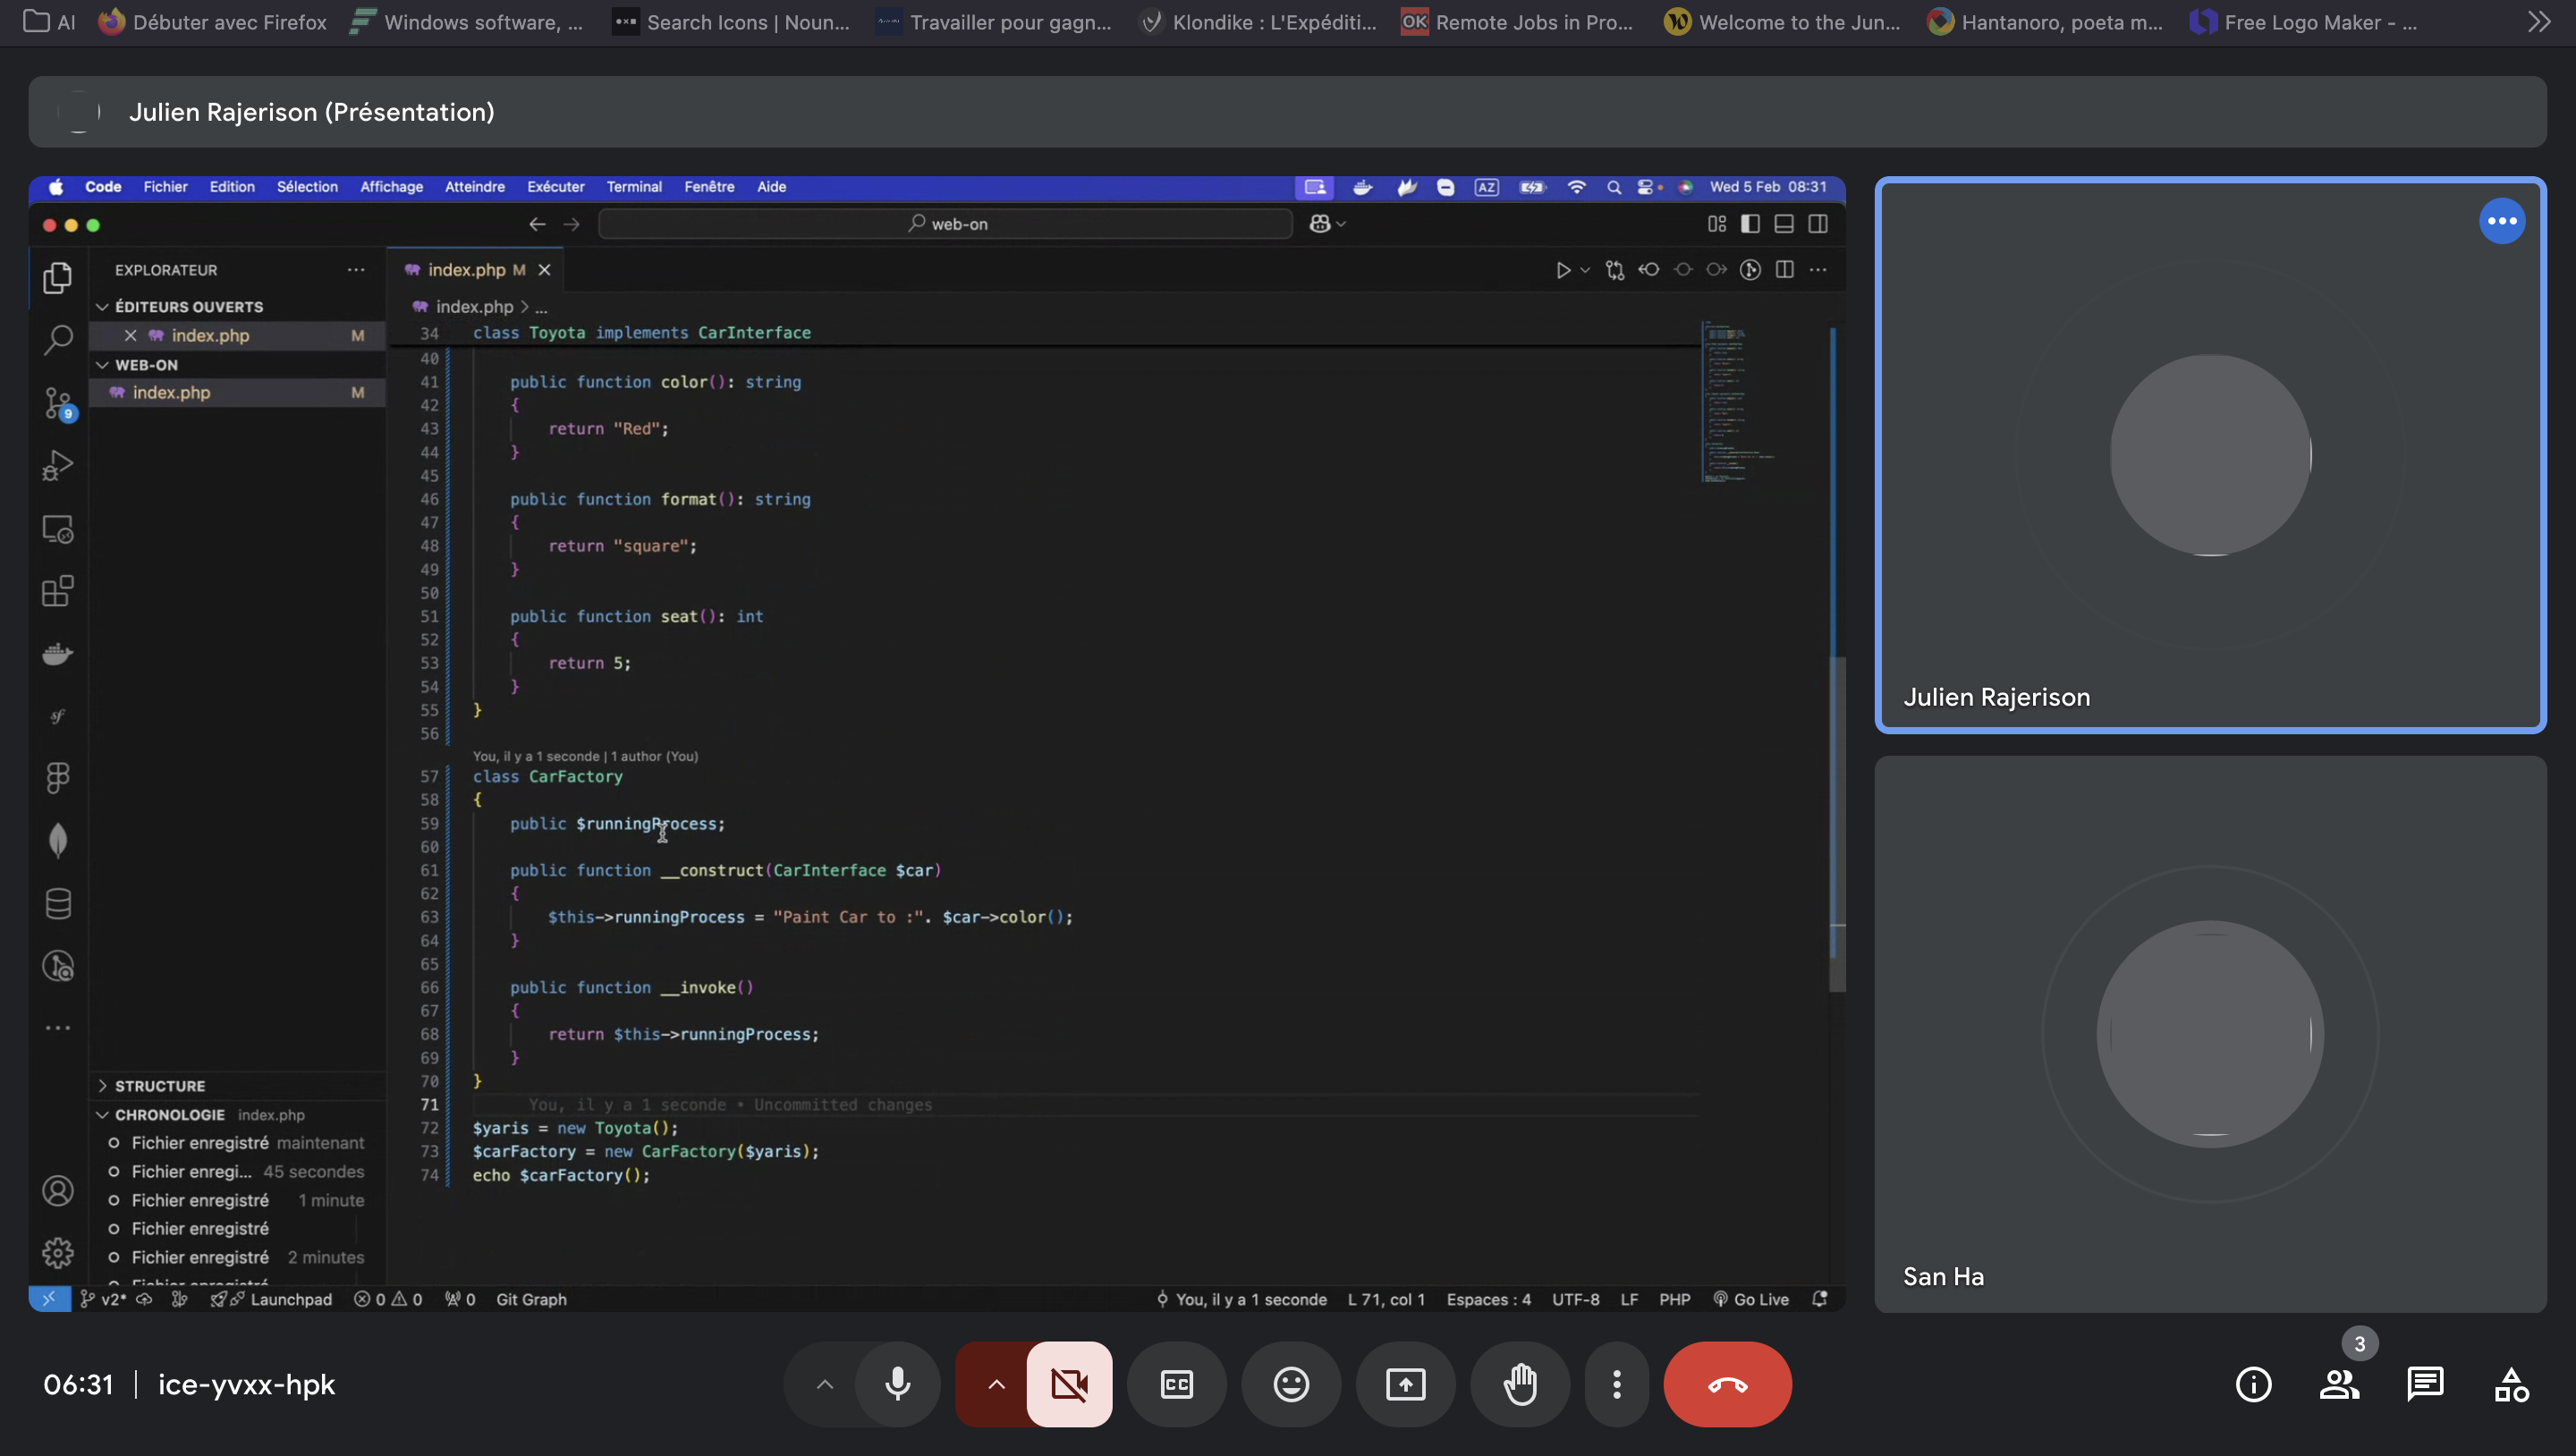 AI Débuter avec Firefox Windows software, ... Search Icons | Noun... Travailler pour gagn... Klondike : L'Expéditi... OK Remote Jobs in Pro... Welcome to the Jun... Hantanoro, poeta m... Free Logo Maker - ...
Julien Rajerison (Présentation)
Code Fichier Edition Sélection Affichage Atteindre Exécuter Terminal Fenêtre Aide AZ Wed 5 Feb 08:31
web-on
EXPLORATEUR
index.php M
ÉDITEURS OUVERTS
index.php M
WEB-ON
index.php M
9
index.php > ...
34 class Toyota implements CarInterface
40
41 public function color(): string
42 {
43 return "Red";
44 }
45
46 public function format(): string
47 {
48 return "square";
49 }
50
51 public function seat(): int
52 {
53 return 5;
54 }
55 }
56
You, il y a 1 seconde | 1 author (You)
57 class CarFactory
58 {
59 public $runningProcess;
60
61 public function __construct(CarInterface $car)
62 {
63 $this->runningProcess = "Paint Car to :". $car->color();
64 }
65
66 public function __invoke()
67 {
68 return $this->runningProcess;
69 }
70 }
71 You, il y a 1 seconde • Uncommitted changes
72 $yaris = new Toyota();
73 $carFactory = new CarFactory($yaris);
74 echo $carFactory();
STRUCTURE
CHRONOLOGIE index.php
Fichier enregistré maintenant
Fichier enregi... 45 secondes
Fichier enregistré 1 minute
Fichier enregistré
Fichier enregistré 2 minutes
Fichier enregistré
v2* Launchpad 0 0 0 Git Graph You, il y a 1 seconde L 71, col 1 Espaces : 4 UTF-8 LF PHP Go Live
Julien Rajerison
San Ha
06:31 | ice-yvxx-hpk
CC
3